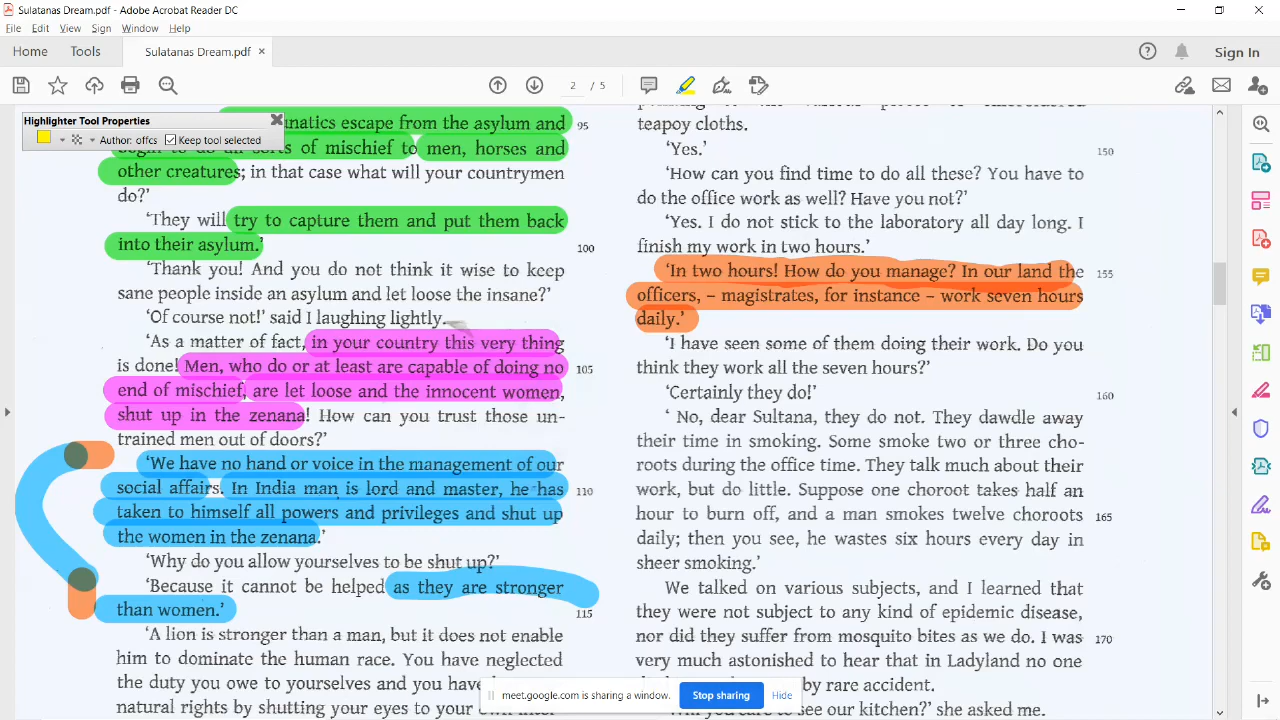 Sulatanas Dream.pdf - Adobe Acrobat Reader DC
File Edit View Sign Window Help
Home Tools Sulatanas Dream.pdf × Sign In
2 / 5
Highlighter Tool Properties
Author: offcs Keep tool selected
natics escape from the asylum and 95
sorts of mischief to men, horses and
other creatures; in that case what will your countrymen
do?’
‘They will try to capture them and put them back
into their asylum.’ 100
‘Thank you! And you do not think it wise to keep
sane people inside an asylum and let loose the insane?’
‘Of course not!’ said I laughing lightly.
‘As a matter of fact, in your country this very thing
is done! Men, who do or at least are capable of doing no 105
end of mischief, are let loose and the innocent women,
shut up in the zenana! How can you trust those un-
trained men out of doors?’
‘We have no hand or voice in the management of our
social affairs. In India man is lord and master, he has 110
taken to himself all powers and privileges and shut up
the women in the zenana.’
‘Why do you allow yourselves to be shut up?’
‘Because it cannot be helped as they are stronger
than women.’ 115
‘A lion is stronger than a man, but it does not enable
him to dominate the human race. You have neglected
the duty you owe to yourselves and you have
natural rights by shutting your eyes to your own inter-
teapoy cloths.
‘Yes.’ 150
‘How can you find time to do all these? You have to
do the office work as well? Have you not?’
‘Yes. I do not stick to the laboratory all day long. I
finish my work in two hours.’
‘In two hours! How do you manage? In our land the 155
officers, – magistrates, for instance – work seven hours
daily.’
‘I have seen some of them doing their work. Do you
think they work all the seven hours?’
‘Certainly they do!’ 160
‘ No, dear Sultana, they do not. They dawdle away
their time in smoking. Some smoke two or three cho-
roots during the office time. They talk much about their
work, but do little. Suppose one choroot takes half an
hour to burn off, and a man smokes twelve choroots 165
daily; then you see, he wastes six hours every day in
sheer smoking.’
We talked on various subjects, and I learned that
they were not subject to any kind of epidemic disease,
nor did they suffer from mosquito bites as we do. I was 170
very much astonished to hear that in Ladyland no one
by rare accident.
see our kitchen?’ she asked me.
meet.google.com is sharing a window. Stop sharing Hide